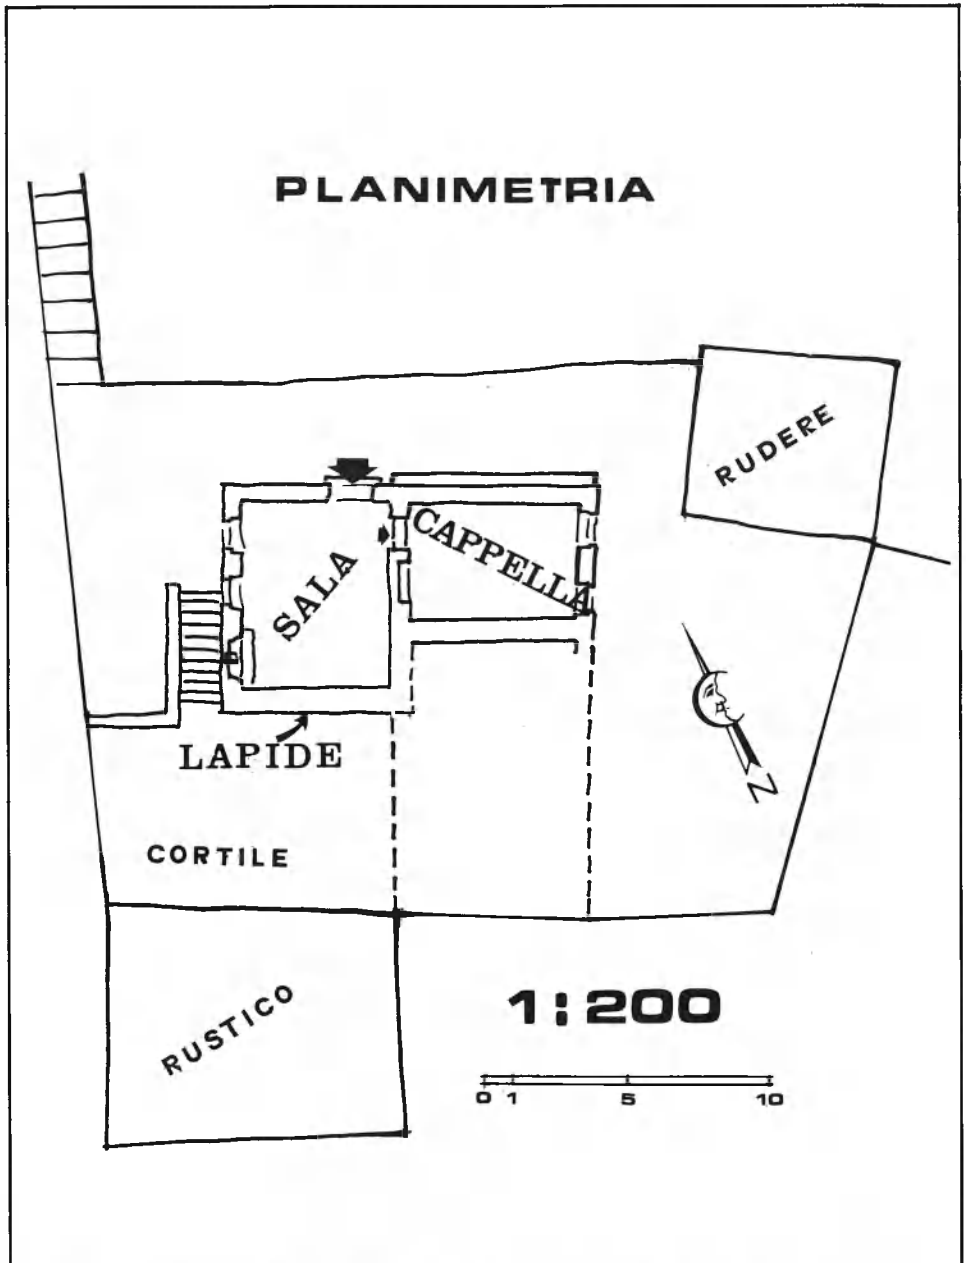 PLANIMETRIA
RUDERE
CAPPELLA
SALA
LAPIDE
N
CORTILE
RUSTICO
1:200
0 1 5 10